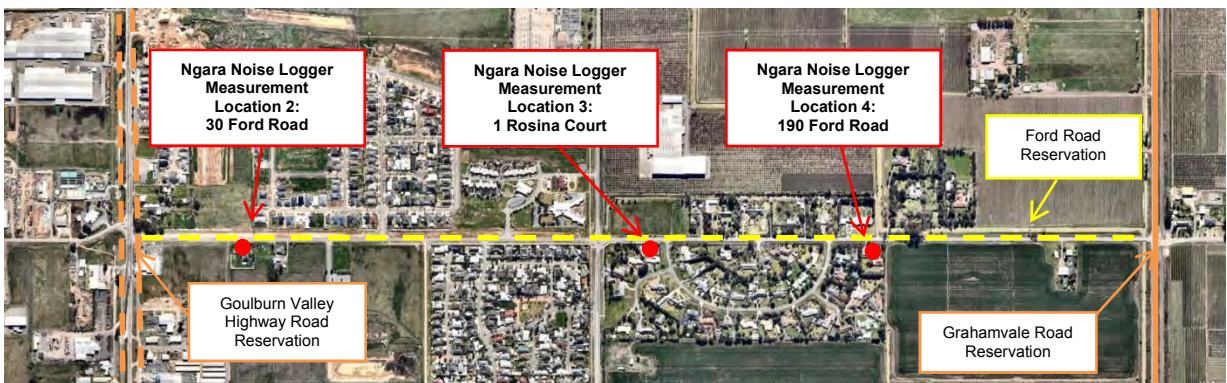 Ngara Noise Logger
Measurement
Location 2:
30 Ford Road
Ngara Noise Logger
Measurement
Location 3:
1 Rosina Court
Ngara Noise Logger
Measurement
Location 4:
190 Ford Road
Ford Road
Reservation
Goulburn Valley
Highway Road
Reservation
Grahamvale Road
Reservation